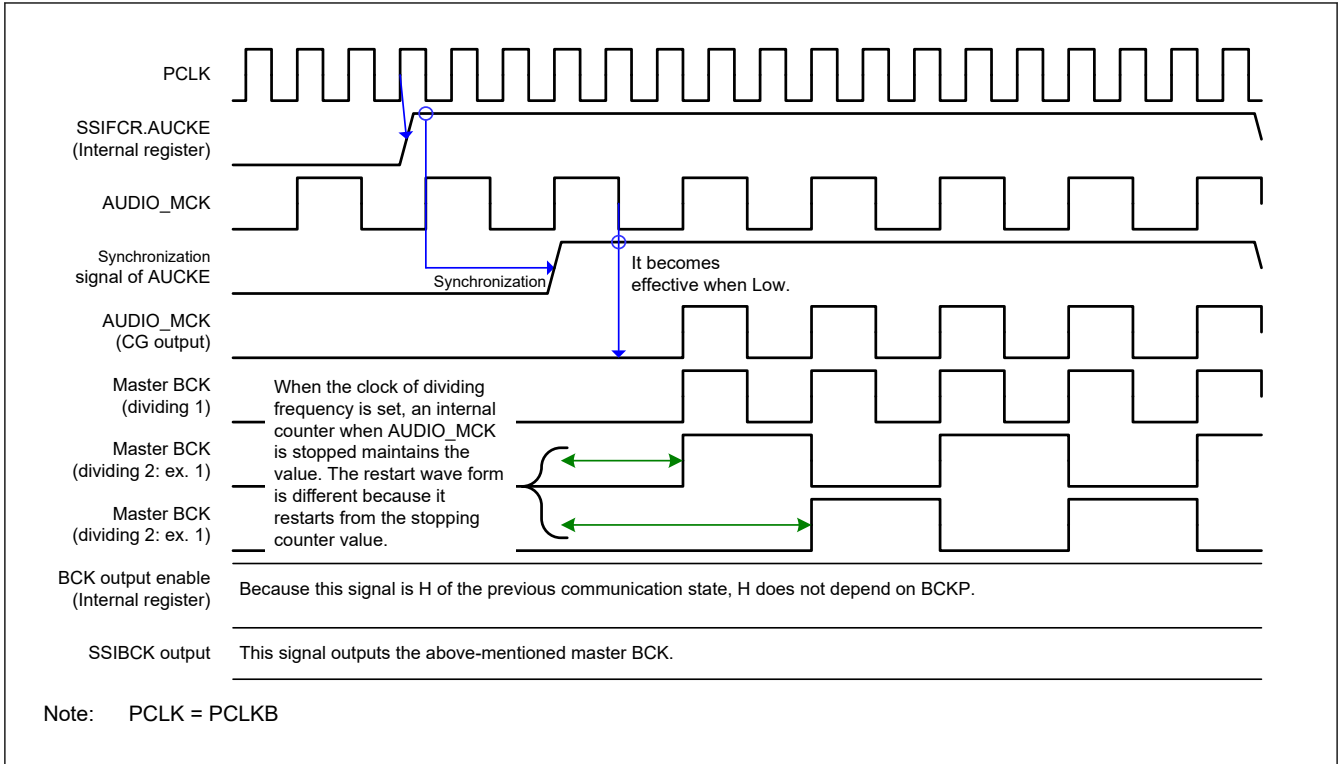 PCLK
SSIFCR.AUCKE
(Internal register)
AUDIO_MCK
Synchronization
signal of AUCKE
Synchronization
It becomes
effective when Low.
AUDIO_MCK
(CG output)
Master BCK
(dividing 1)
When the clock of dividing
frequency is set, an internal
counter when AUDIO_MCK
is stopped maintains the
value. The restart wave form
is different because it
restarts from the stopping
counter value.
Master BCK
(dividing 2: ex. 1)
Master BCK
(dividing 2: ex. 1)
BCK output enable
(Internal register)
Because this signal is H of the previous communication state, H does not depend on BCKP.
SSIBCK output
This signal outputs the above-mentioned master BCK.
Note: PCLK = PCLKB